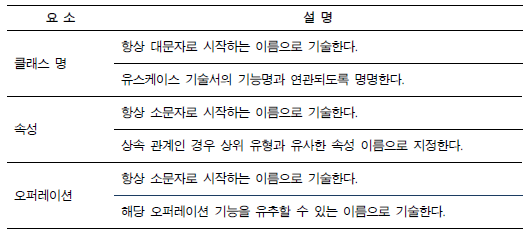 요 소 설 명
클래스 명
항상 대문자로 시작하는 이름으로 기술한다.
유스케이스 기술서의 기능명과 연관되도록 명명한다.
속성
항상 소문자로 시작하는 이름으로 기술한다.
상속 관계인 경우 상위 유형과 유사한 속성 이름으로 지정한다.
오퍼레이션
항상 소문자로 시작하는 이름으로 기술한다.
해당 오퍼레이션 기능을 유추할 수 있는 이름으로 기술한다.